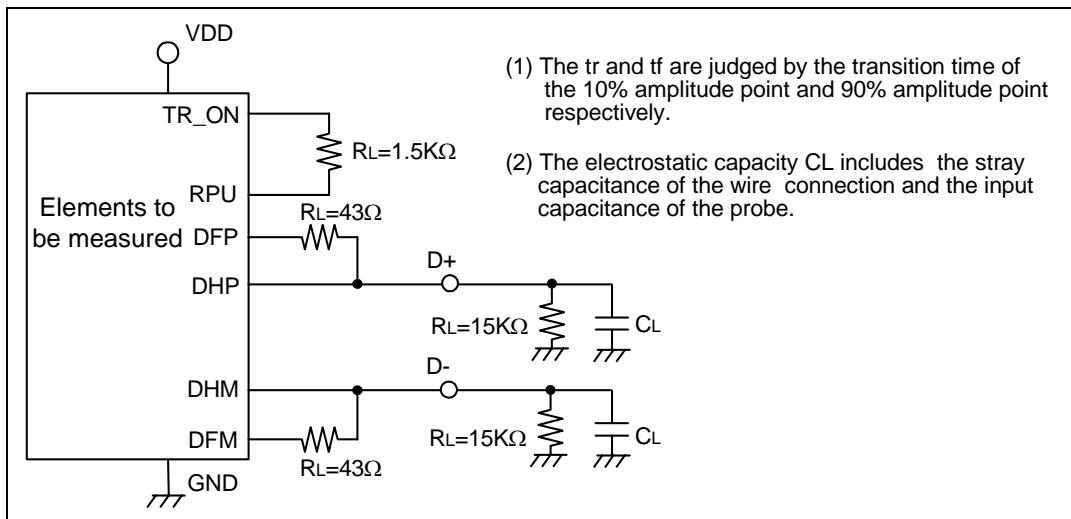 VDD
TR_ON
RL=1.5KΩ
RPU
Elements to
be measured
RL=43Ω
DFP
DHP
D+
RL=15KΩ
CL
D-
DHM
DFM
RL=15KΩ
CL
RL=43Ω
GND
(1) The tr and tf are judged by the transition time of
the 10% amplitude point and 90% amplitude point
respectively.
(2) The electrostatic capacity CL includes the stray
capacitance of the wire connection and the input
capacitance of the probe.